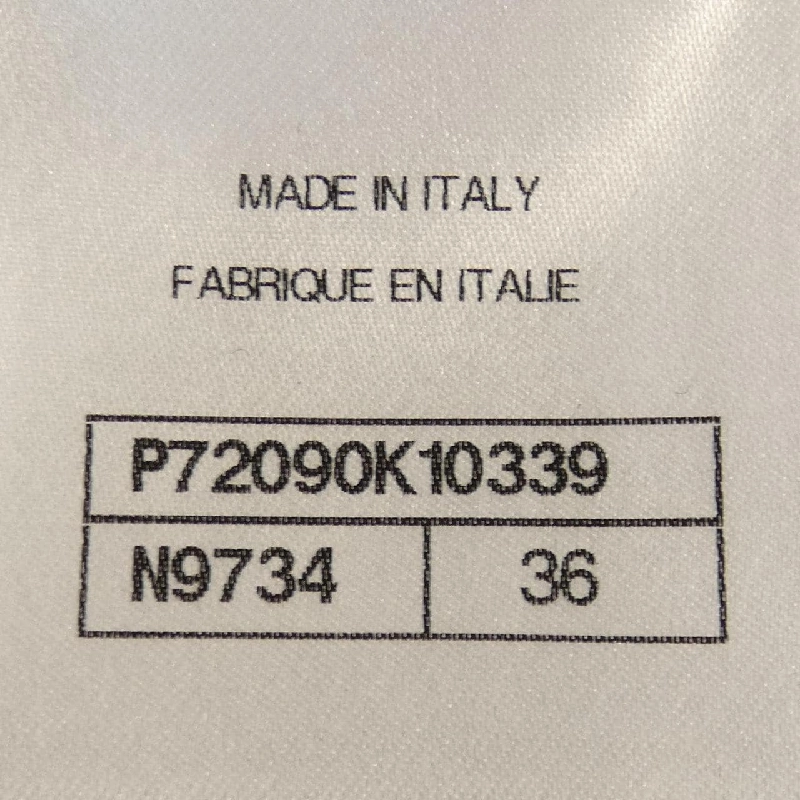 MADE IN ITALY
FABRIQUE EN ITALIE
P72090K10339
N9734 36